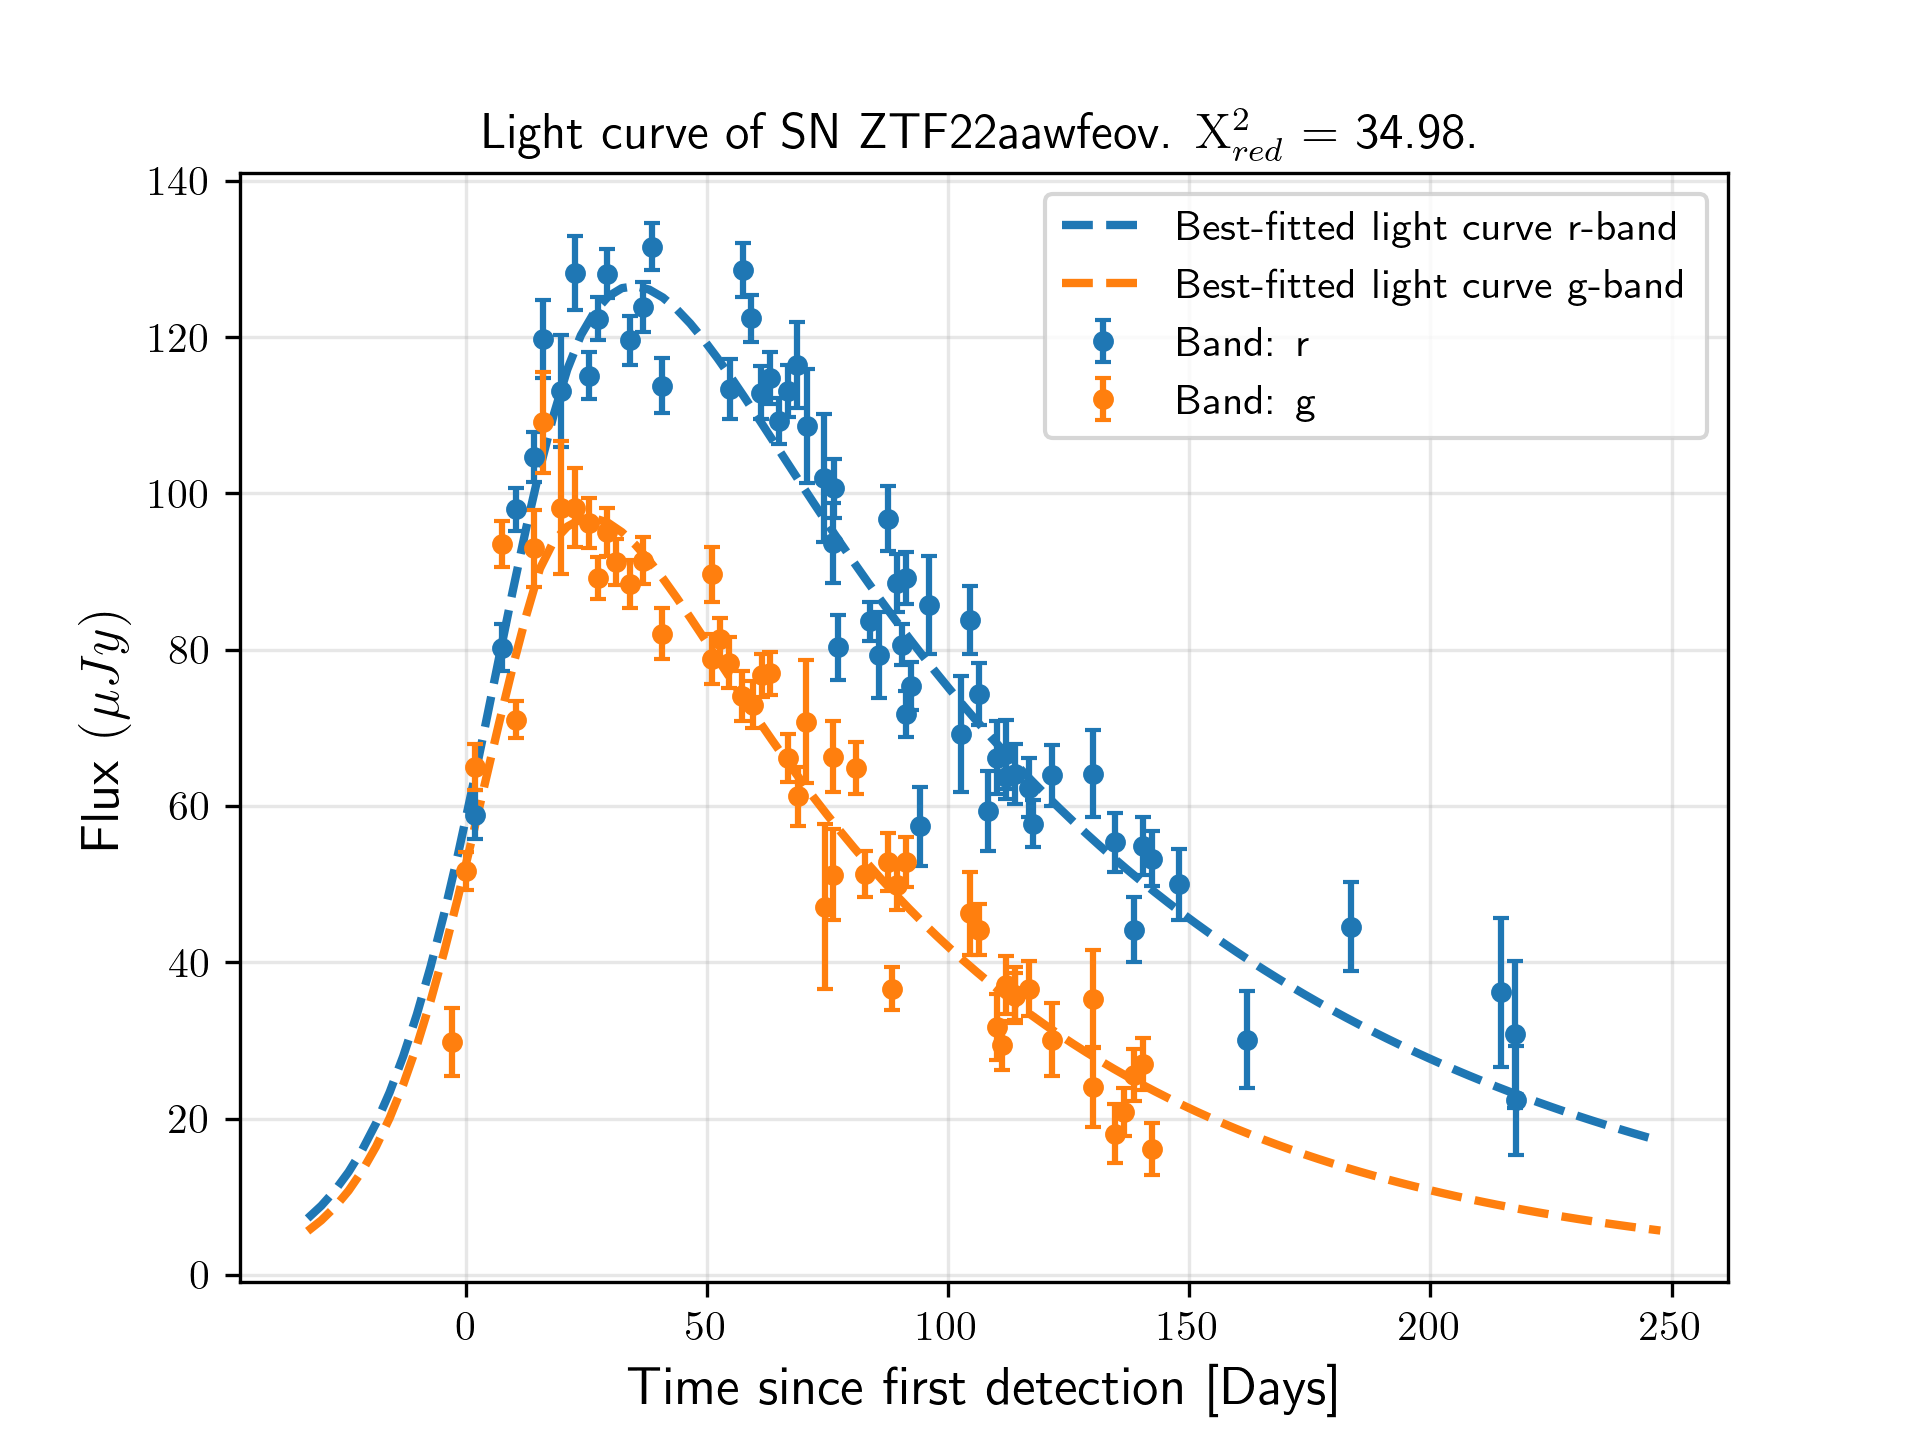 Light curve of SN ZTF22aawfeov. X²_red = 34.98.
Best-fitted light curve r-band
Best-fitted light curve g-band
Band: r
Band: g
Flux (μJy)
140
120
100
80
60
40
20
0
0 50 100 150 200 250
Time since first detection [Days]